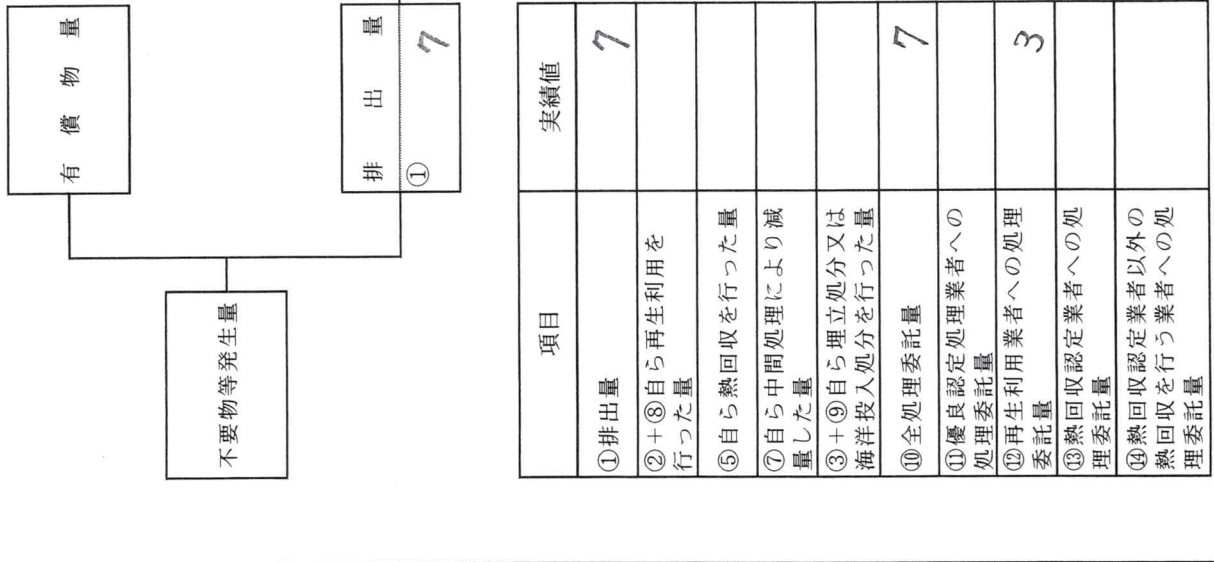 有償物量
不要物等発生量
排出量
① 7
項目 実績値
①排出量 7
②+⑧自ら再生利用を
行った量
⑤自ら熱回収を行った量
⑦自ら中間処理により減
量した量
③+⑨自ら埋立処分又は
海洋投入処分を行った量
⑩全処理委託量 7
⑪優良認定処理業者への
処理委託量
⑫再生利用業者への処理
委託量 3
⑬熱回収認定業者への処
理委託量
⑭熱回収認定業者以外の
熱回収を行う業者への処
理委託量